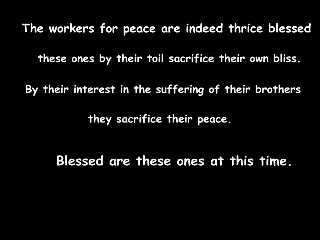 The workers for peace are indeed thrice blessed
these ones by their toil sacrifice their own bliss.
By their interest in the suffering of their brothers
they sacrifice their peace.
Blessed are these ones at this time.